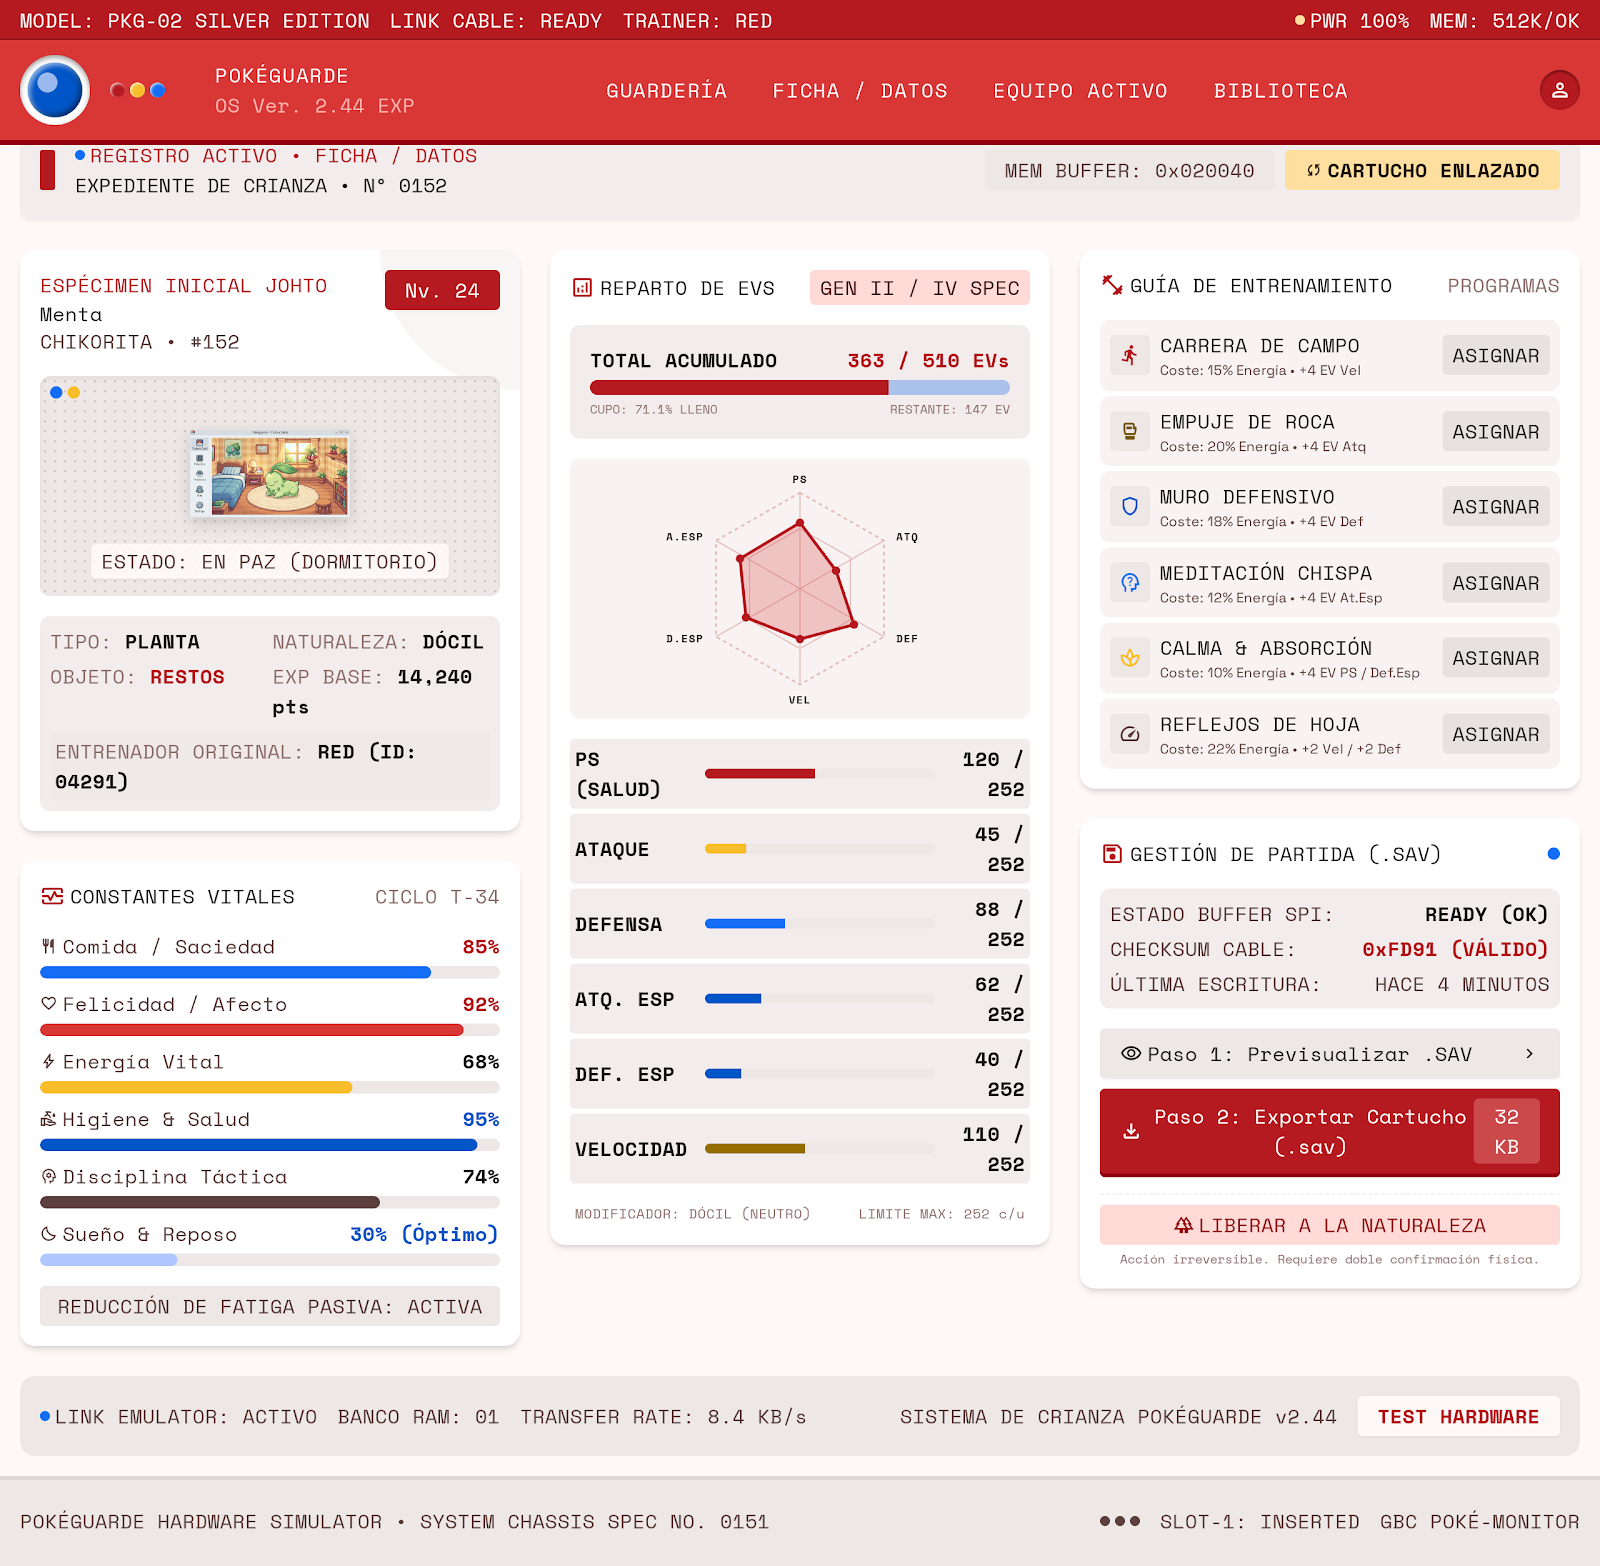 MODEL: PKG-02 SILVER EDITION LINK CABLE: READY TRAINER: RED
PWR 100% MEM: 512K/OK
POKÉGUARDE
OS Ver. 2.44 EXP
GUARDERÍA FICHA / DATOS EQUIPO ACTIVO BIBLIOTECA
REGISTRO ACTIVO • FICHA / DATOS
EXPEDIENTE DE CRIANZA • N° 0152
MEM BUFFER: 0x020040
CARTUCHO ENLAZADO
ESPÉCIMEN INICIAL JOHTO
Menta
CHIKORITA • #152
Nv. 24
ESTADO: EN PAZ (DORMITORIO)
TIPO: PLANTA
NATURALEZA: DÓCIL
OBJETO: RESTOS
EXP BASE: 14,240
pts
ENTRENADOR ORIGINAL: RED (ID:
04291)
CONSTANTES VITALES
CICLO T-34
Comida / Saciedad 85%
Felicidad / Afecto 92%
Energía Vital 68%
Higiene & Salud 95%
Disciplina Táctica 74%
Sueño & Reposo 30% (Óptimo)
REDUCCIÓN DE FATIGA PASIVA: ACTIVA
REPARTO DE EVS
GEN II / IV SPEC
TOTAL ACUMULADO 363 / 510 EVs
CUPO: 71.1% LLENO
RESTANTE: 147 EV
PS
A.ESP
ATQ
D.ESP
DEF
VEL
PS
(SALUD)
120 /
252
ATAQUE
45 /
252
DEFENSA
88 /
252
ATQ. ESP
62 /
252
DEF. ESP
40 /
252
VELOCIDAD
110 /
252
MODIFICADOR: DÓCIL (NEUTRO)
LIMITE MAX: 252 c/u
GUÍA DE ENTRENAMIENTO
PROGRAMAS
CARRERA DE CAMPO
Coste: 15% Energía • +4 EV Vel
ASIGNAR
EMPUJE DE ROCA
Coste: 20% Energía • +4 EV Atq
ASIGNAR
MURO DEFENSIVO
Coste: 18% Energía • +4 EV Def
ASIGNAR
MEDITACIÓN CHISPA
Coste: 12% Energía • +4 EV At.Esp
ASIGNAR
CALMA & ABSORCIÓN
Coste: 10% Energía • +4 EV PS / Def.Esp
ASIGNAR
REFLEJOS DE HOJA
Coste: 22% Energía • +2 Vel / +2 Def
ASIGNAR
GESTIÓN DE PARTIDA (.SAV)
ESTADO BUFFER SPI: READY (OK)
CHECKSUM CABLE: 0xFD91 (VÁLIDO)
ÚLTIMA ESCRITURA: HACE 4 MINUTOS
Paso 1: Previsualizar .SAV
Paso 2: Exportar Cartucho
(.sav)
32
KB
LIBERAR A LA NATURALEZA
Acción irreversible. Requiere doble confirmación física.
LINK EMULATOR: ACTIVO BANCO RAM: 01 TRANSFER RATE: 8.4 KB/s
SISTEMA DE CRIANZA POKÉGUARDE v2.44
TEST HARDWARE
POKÉGUARDE HARDWARE SIMULATOR • SYSTEM CHASSIS SPEC NO. 0151
SLOT-1: INSERTED GBC POKÉ-MONITOR